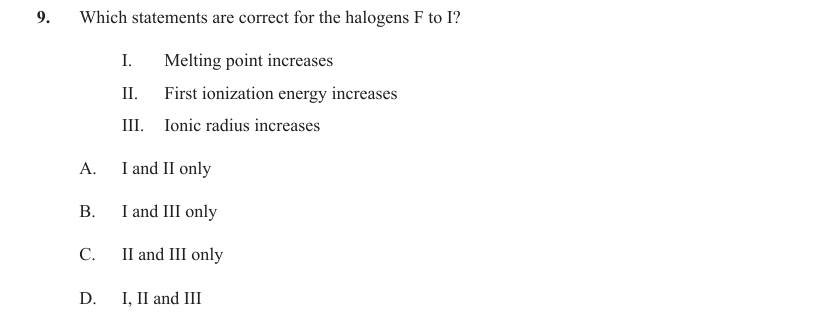 9. Which statements are correct for the halogens F to I?
I. Melting point increases
II. First ionization energy increases
III. Ionic radius increases
A. I and II only
B. I and III only
C. II and III only
D. I, II and III